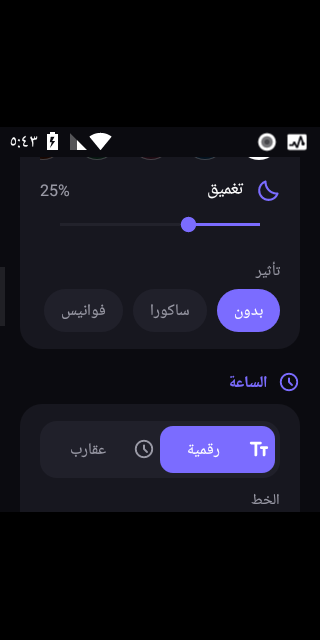 ٥:٤٣
تغميق 25%
تأثير
بدون ساكورا فوانيس
الساعة
رقمية عقارب
الخط